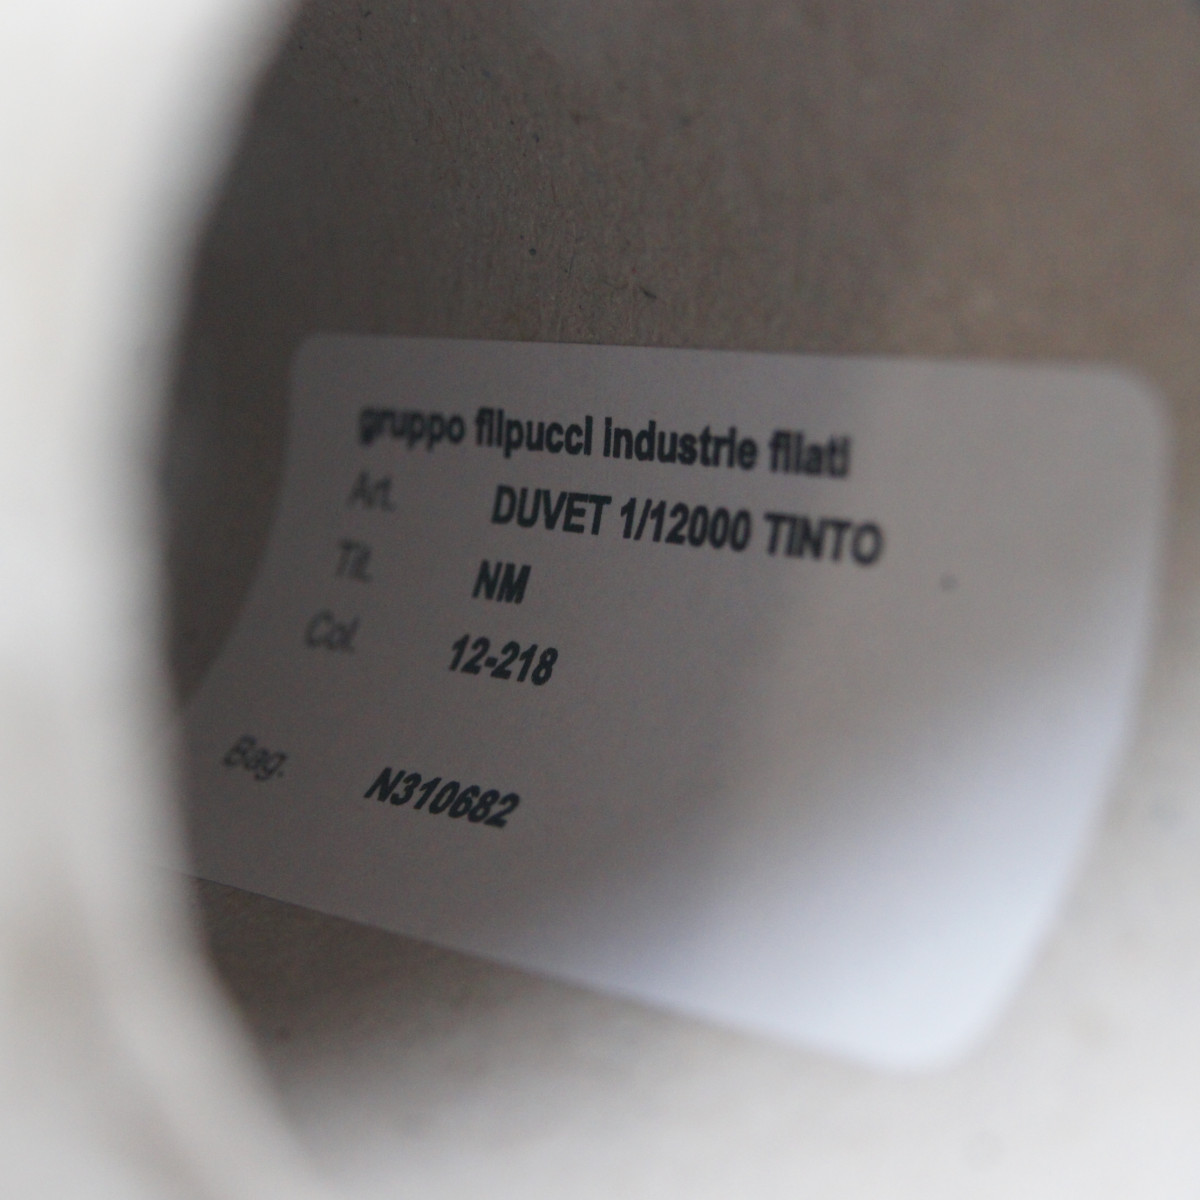 gruppo filpucci industrie filati
Art. DUVET 1/12000 TINTO
Tit. NM
Col. 12-218
Bag. N310682